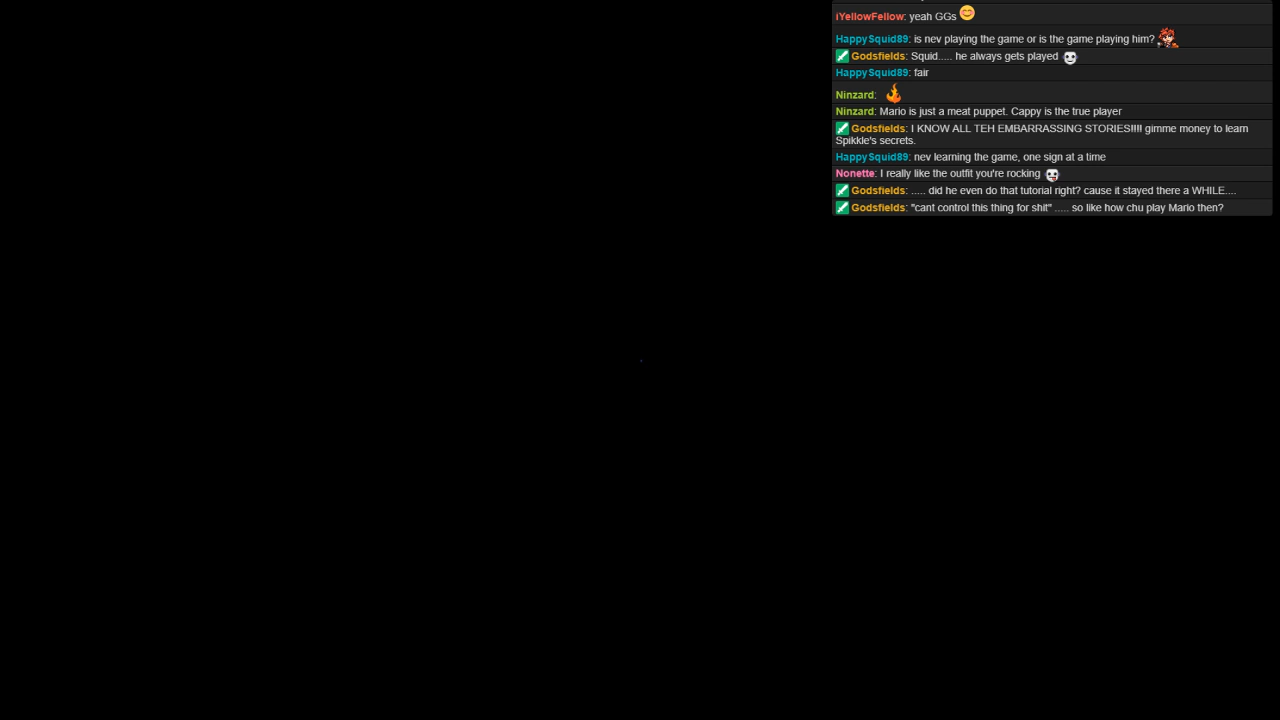 iYellowFellow: yeah GGs
HappySquid89: is nev playing the game or is the game playing him?
Godsfields: Squid..... he always gets played
HappySquid89: fair
Ninzard:
Ninzard: Mario is just a meat puppet. Cappy is the true player
Godsfields: I KNOW ALL TEH EMBARRASSING STORIES!!!! gimme money to learn
Spikkle's secrets.
HappySquid89: nev learning the game, one sign at a time
Nonette: I really like the outfit you're rocking
Godsfields: ..... did he even do that tutorial right? cause it stayed there a WHILE....
Godsfields: "cant control this thing for shit" ..... so like how chu play Mario then?